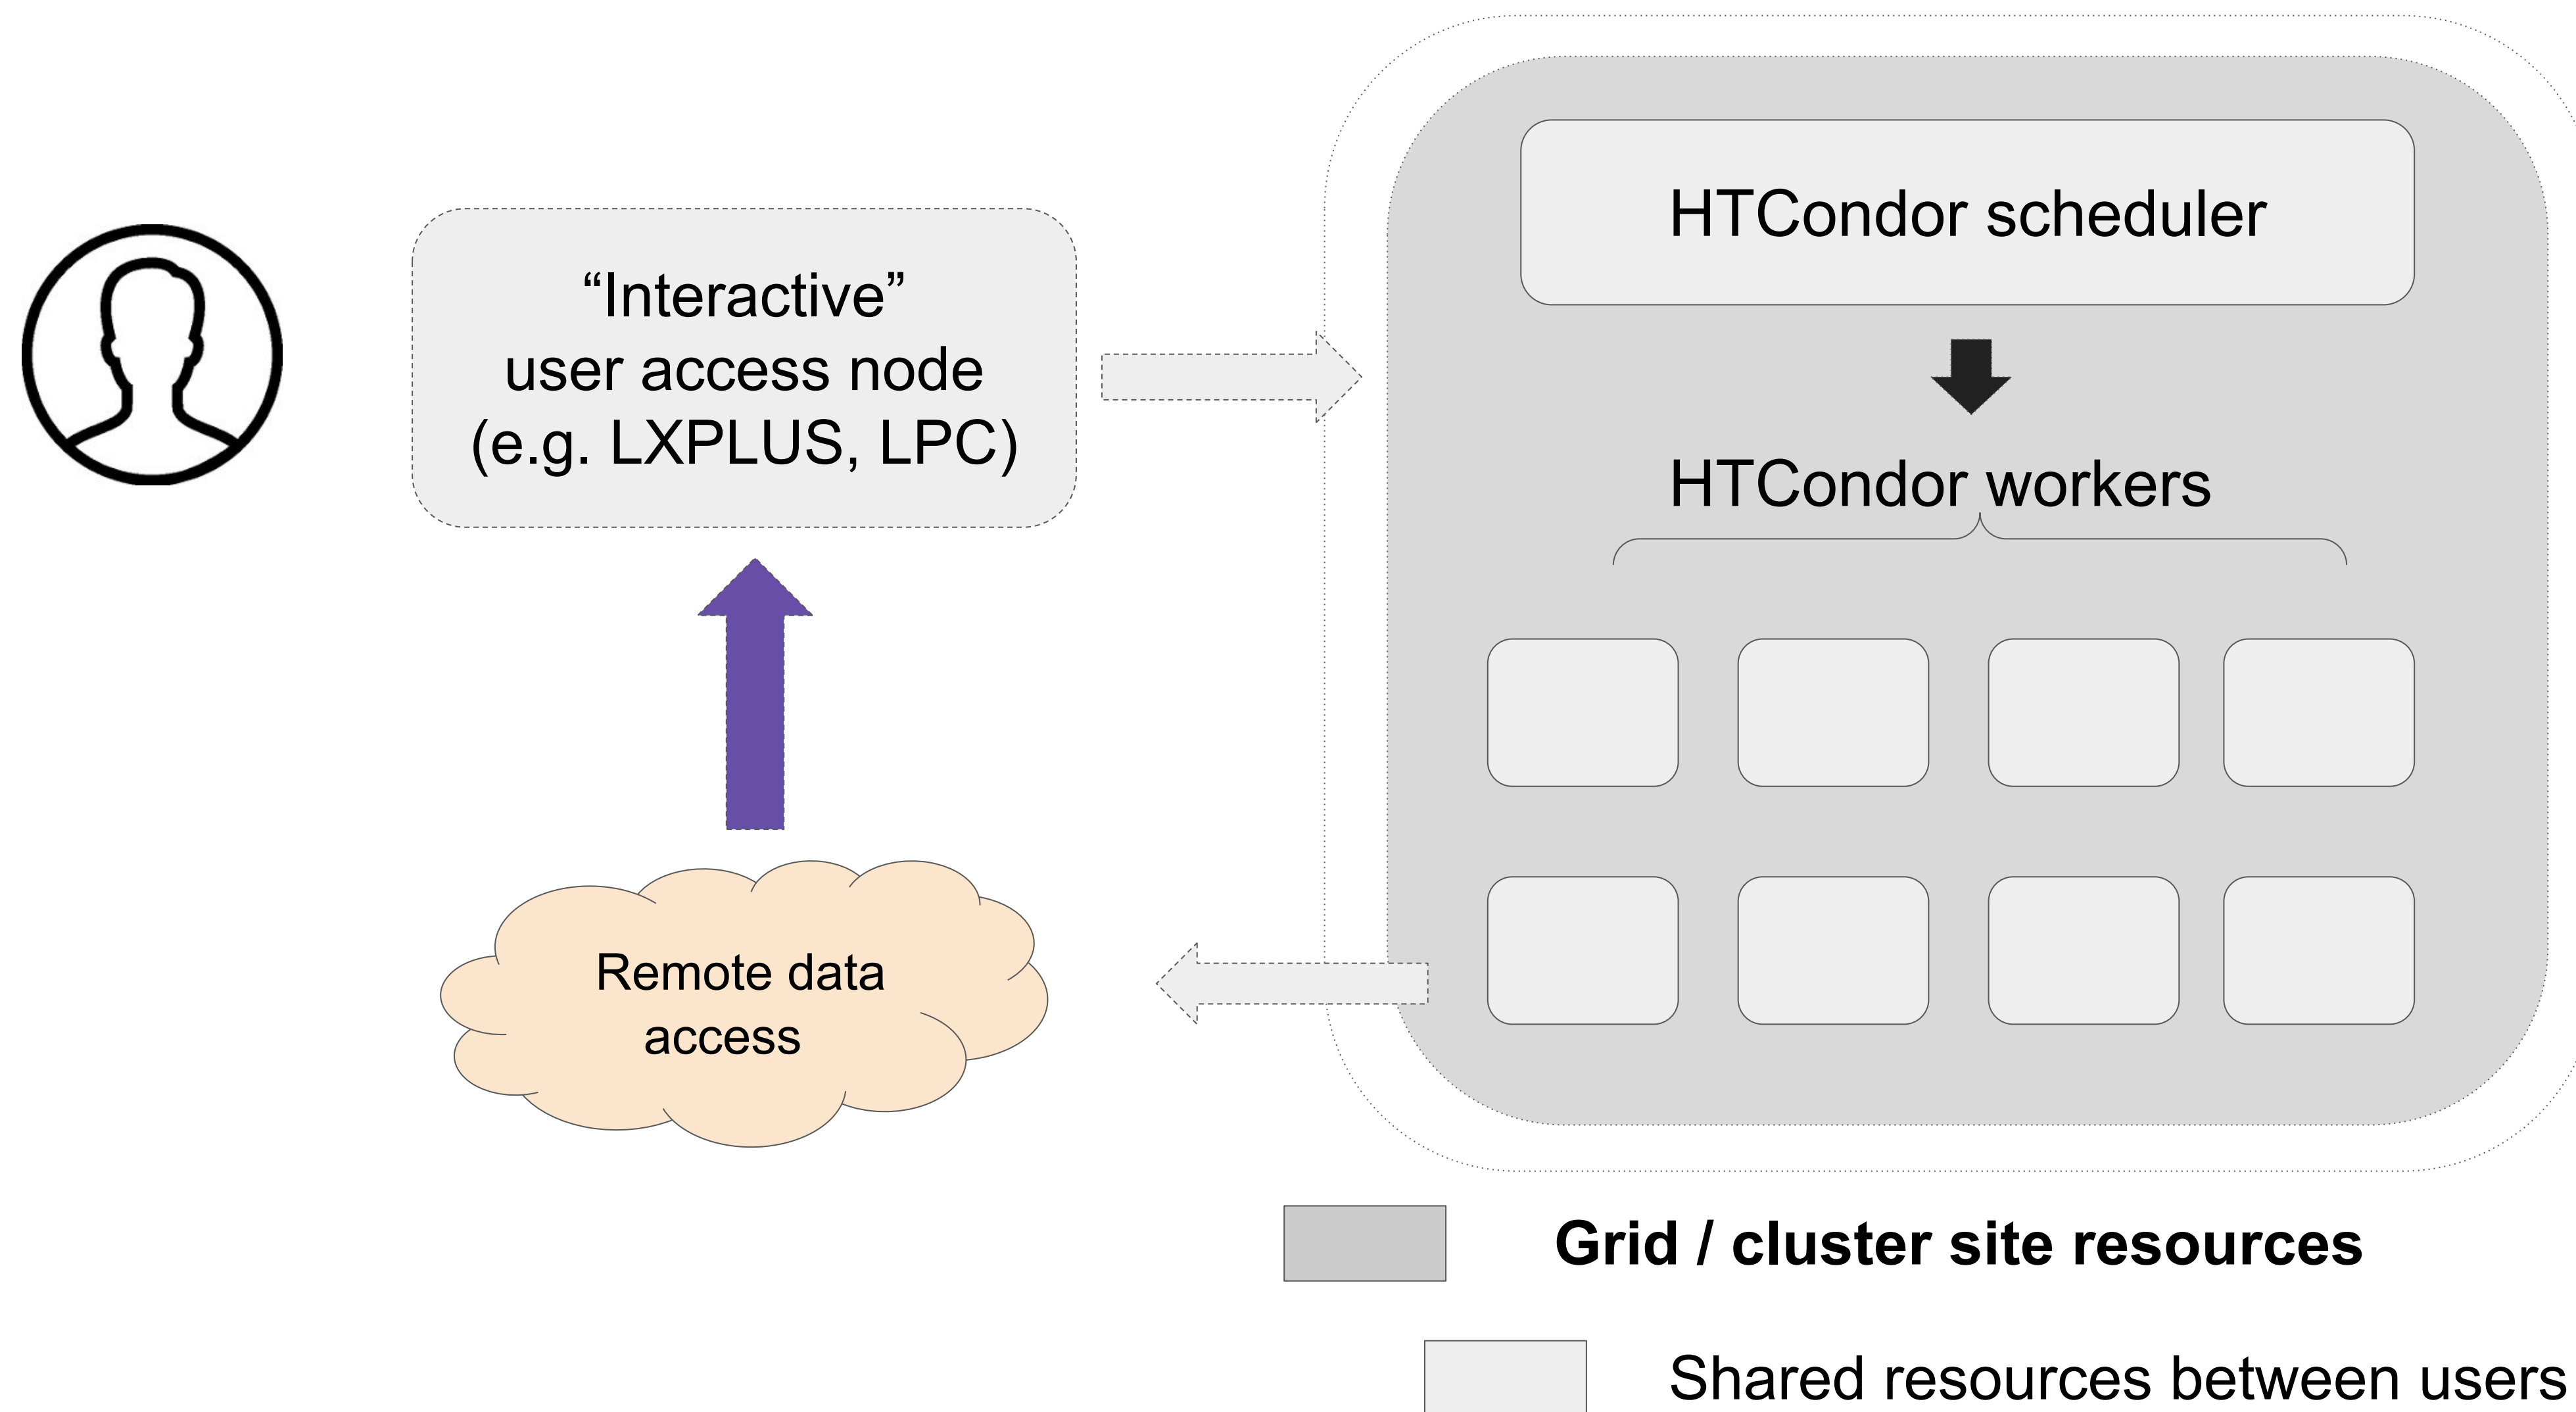 “Interactive”
user access node
(e.g. LXPLUS, LPC)
HTCondor scheduler
HTCondor workers
Remote data
access
Grid / cluster site resources
Shared resources between users